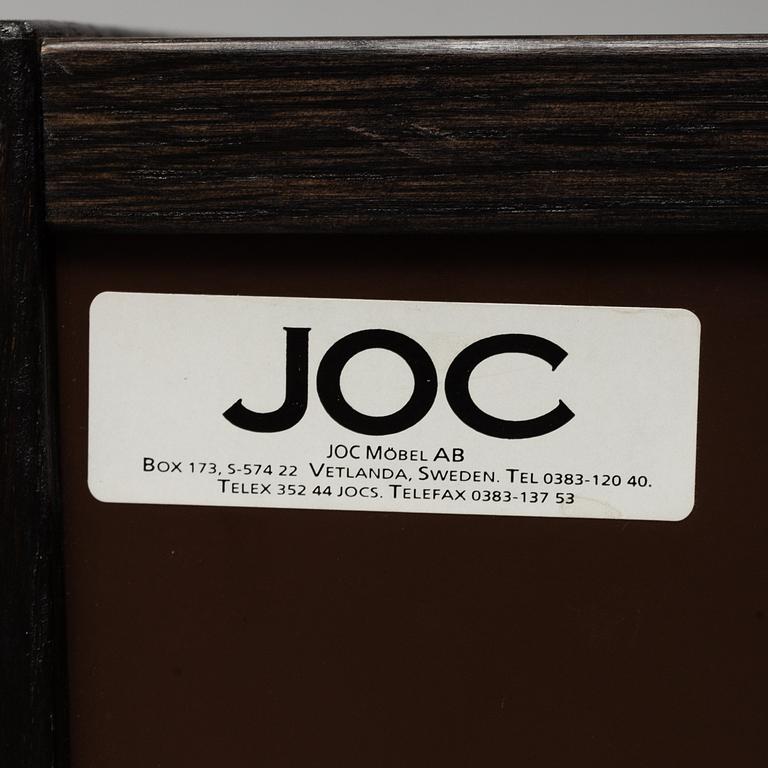 JOC
JOC MÖBEL AB
BOX 173, S-574 22 VETLANDA, SWEDEN. TEL 0383-120 40.
TELEX 352 44 JOCS. TELEFAX 0383-137 53